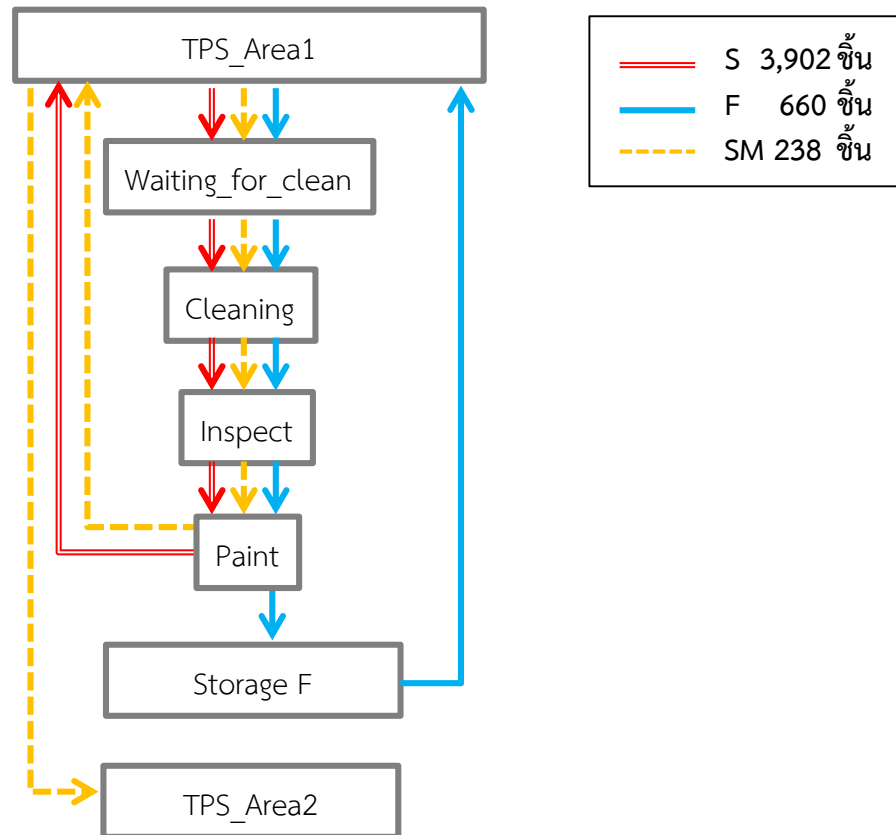 TPS_Area1
S 3,902 ชิ้น
F 660 ชิ้น
SM 238 ชิ้น
Waiting_for_clean
Cleaning
Inspect
Paint
Storage F
TPS_Area2